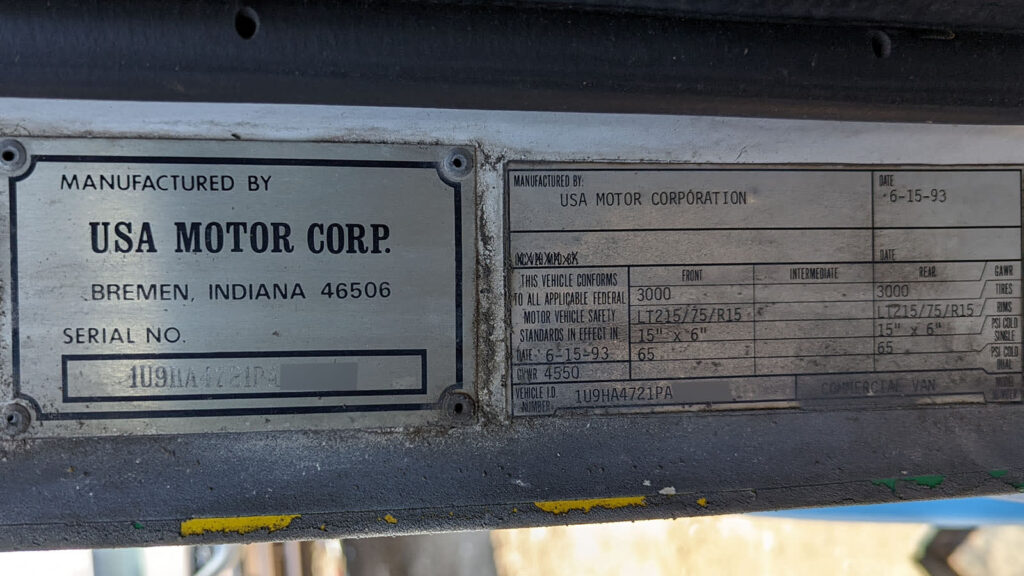 MANUFACTURED BY
USA MOTOR CORP.
BREMEN, INDIANA 46506
SERIAL NO.
1U9HA4721PA
MANUFACTURED BY:
USA MOTOR CORPORATION
DATE
6-15-93
DATE
THIS VEHICLE CONFORMS
TO ALL APPLICABLE FEDERAL
MOTOR VEHICLE SAFETY
STANDARDS IN EFFECT IN
DATE: 6-15-93
GVWR 4550
FRONT INTERMEDIATE REAR GAWR
3000 3000 TIRES
LT215/75/R15 LT215/75/R15 RIMS
15" x 6" 15" x 6" PSI COLD SINGLE
65 65 PSI COLD DUAL
VEHICLE I.D.
NUMBER
1U9HA4721PA COMMERCIAL VAN MODEL
NUMBER